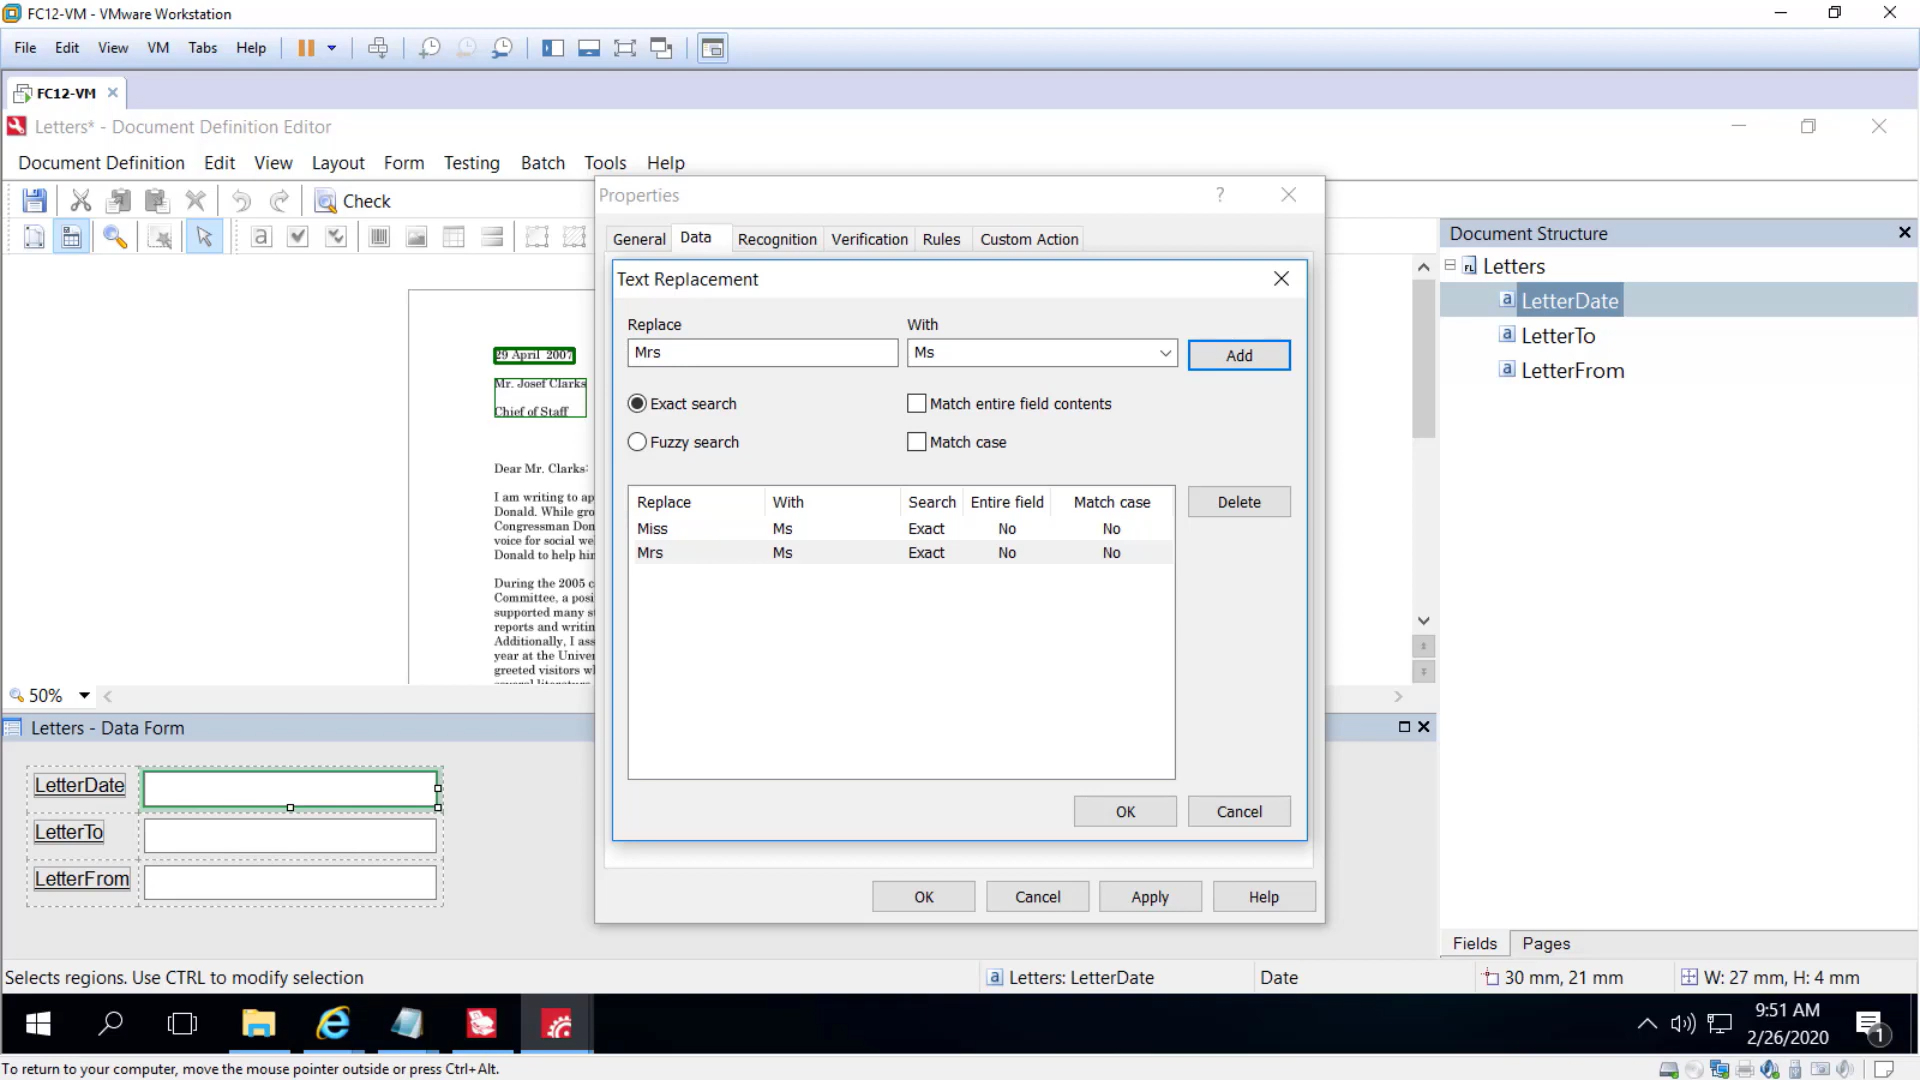 FC12-VM - VMware Workstation
File Edit View VM Tabs Help
FC12-VM
Letters* - Document Definition Editor
Document Definition Edit View Layout Form Testing Batch Tools Help
Check
Properties
General Data Recognition Verification Rules Custom Action
Text Replacement
Replace With
Mrs Ms Add
Exact search Match entire field contents
Fuzzy search Match case
Replace With Search Entire field Match case Delete
Miss Ms Exact No No
Mrs Ms Exact No No
OK Cancel
OK Cancel Apply Help
29 April 2007
Mr. Josef Clarks
Chief of Staff
Dear Mr. Clarks:
I am writing to ap
Donald. While gro
Congressman Don
voice for social we
Donald to help hin
During the 2005 c
Committee, a posi
supported many st
reports and writin
Additionally, I ass
year at the Univer
greeted visitors wh
50%
Letters - Data Form
LetterDate
LetterTo
LetterFrom
Document Structure
Letters
LetterDate
LetterTo
LetterFrom
Fields Pages
Selects regions. Use CTRL to modify selection Letters: LetterDate Date 30 mm, 21 mm W: 27 mm, H: 4 mm
9:51 AM
2/26/2020
1
To return to your computer, move the mouse pointer outside or press Ctrl+Alt.